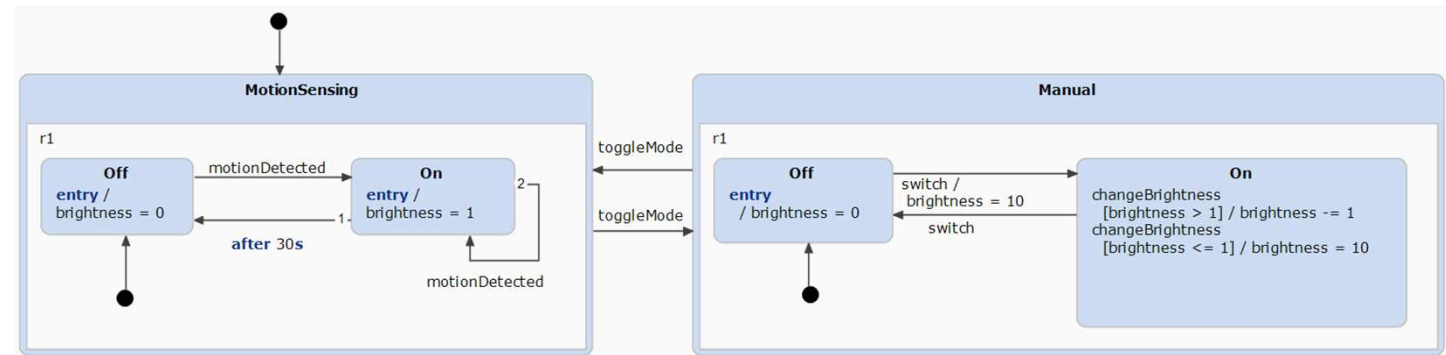 MotionSensing
r1
Off
entry /
brightness = 0
motionDetected
On
entry /
brightness = 1
2
1
after 30s
motionDetected
toggleMode
toggleMode
Manual
r1
Off
entry
/ brightness = 0
switch /
brightness = 10
switch
On
changeBrightness
[brightness > 1] / brightness -= 1
changeBrightness
[brightness <= 1] / brightness = 10